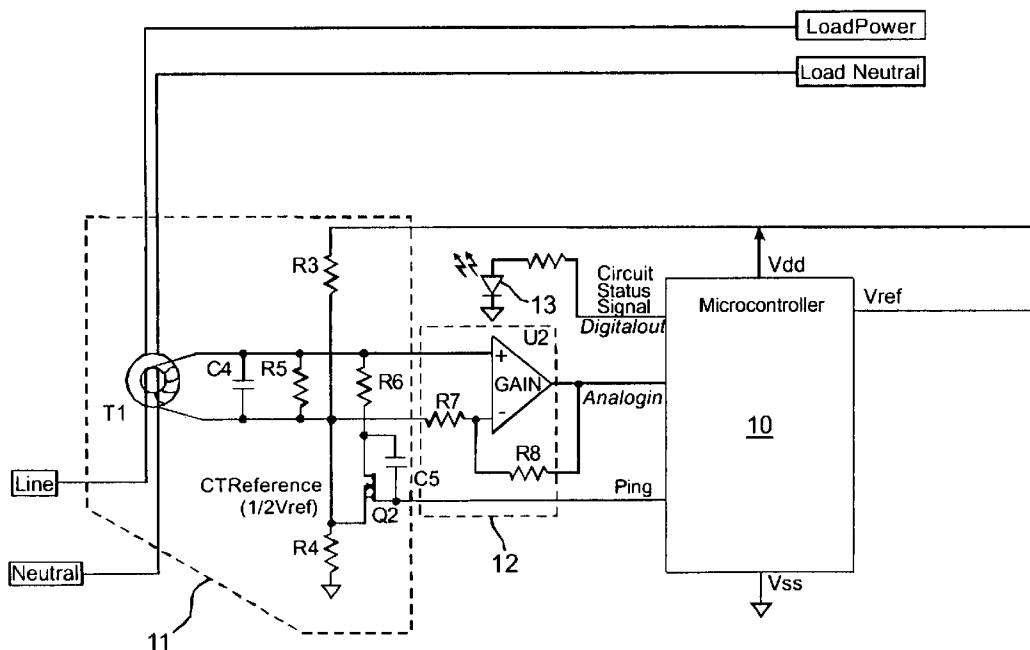 LoadPower
Load Neutral
R3
Vdd
Circuit
Status
Signal
Digitalout
13
Microcontroller
Vref
U2
C4
R5
R6
+
GAIN
-
T1
R7
Analogin
10
R8
Line
CTReference
(1/2Vref)
C5
Q2
Ping
R4
12
Neutral
Vss
11